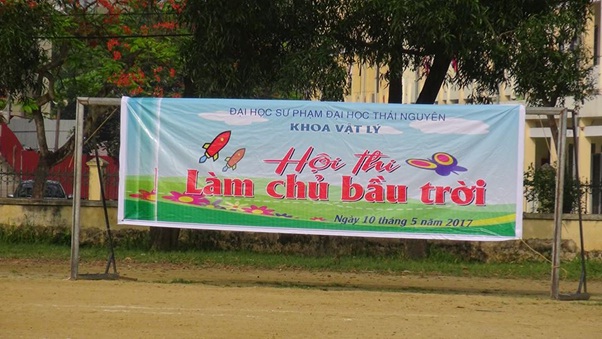 ĐẠI HỌC SƯ PHẠM ĐẠI HỌC THÁI NGUYÊN
KHOA VẬT LÝ
Hội thi
Làm chủ bầu trời
Ngày 10 tháng 5 năm 2017